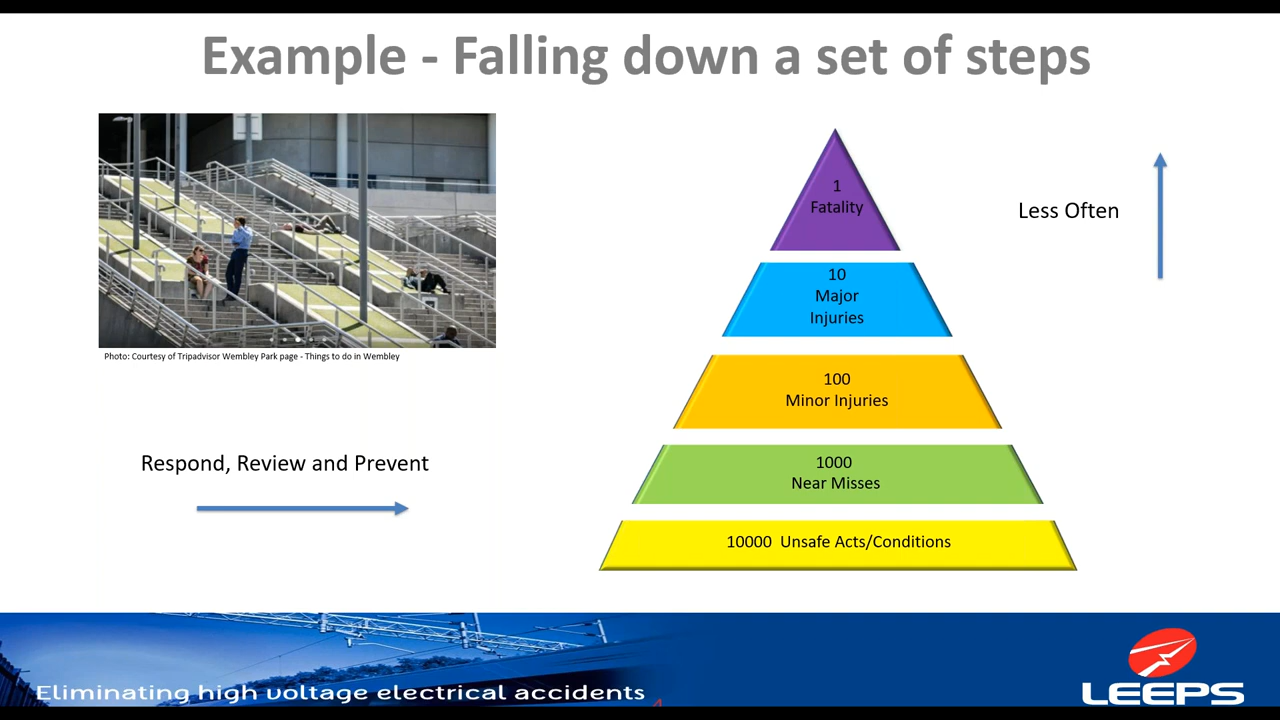 Example - Falling down a set of steps
Photo: Courtesy of Tripadvisor Wembley Park page - Things to do in Wembley
Respond, Review and Prevent
1
Fatality
10
Major
Injuries
100
Minor Injuries
1000
Near Misses
10000 Unsafe Acts/Conditions
Less Often
Eliminating high voltage electrical accidents
4
LEEPS